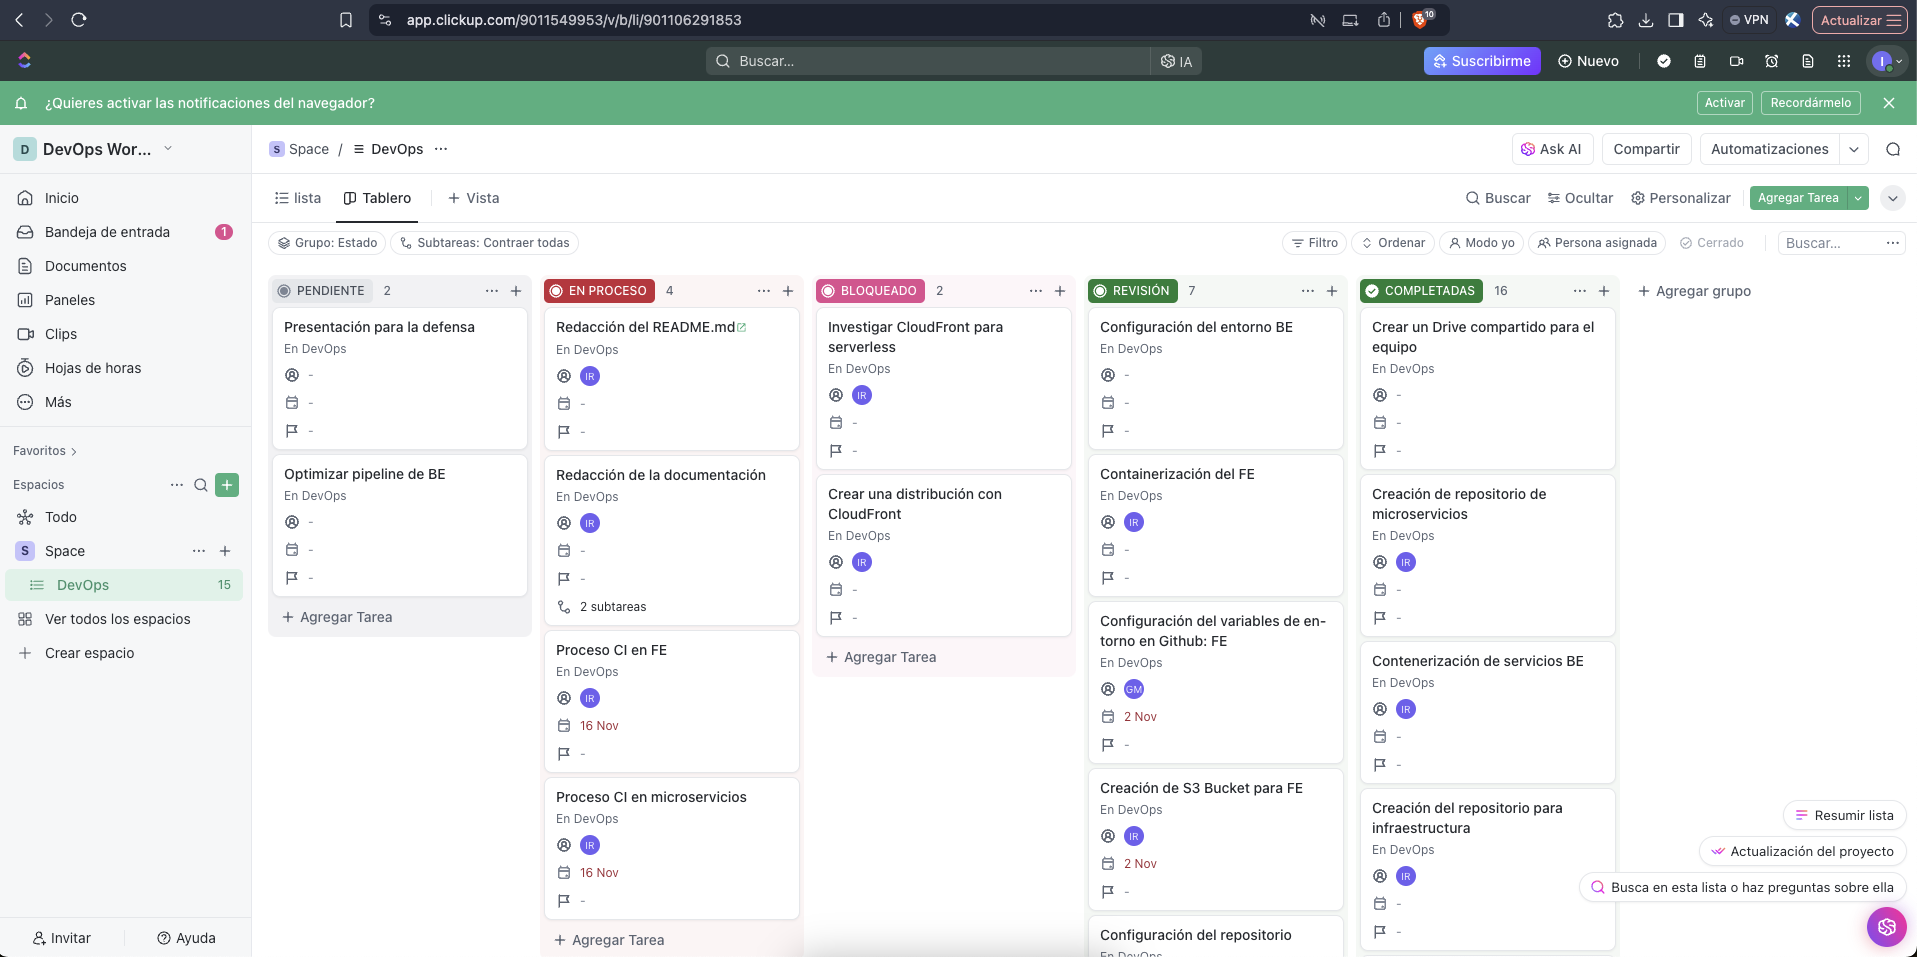 app.clickup.com/9011549953/v/b/li/901106291853
10
VPN
Actualizar
Buscar...
IA
Suscribirme
Nuevo
I
¿Quieres activar las notificaciones del navegador?
Activar
Recordármelo
D
DevOps Wor...
S
Space
/
DevOps
Ask AI
Compartir
Automatizaciones
Inicio
Bandeja de entrada
1
Documentos
Paneles
Clips
Hojas de horas
Más
Favoritos
Espacios
Todo
S
Space
DevOps
15
Ver todos los espacios
Crear espacio
Invitar
Ayuda
lista
Tablero
Vista
Buscar
Ocultar
Personalizar
Agregar Tarea
Grupo: Estado
Subtareas: Contraer todas
Filtro
Ordenar
Modo yo
Persona asignada
Cerrado
Buscar...
PENDIENTE
2
Presentación para la defensa
En DevOps
-
-
-
Optimizar pipeline de BE
En DevOps
-
-
-
Agregar Tarea
EN PROCESO
4
Redacción del README.md
En DevOps
IR
-
-
Redacción de la documentación
En DevOps
IR
-
-
2 subtareas
Proceso CI en FE
En DevOps
IR
16 Nov
-
Proceso CI en microservicios
En DevOps
IR
16 Nov
-
Agregar Tarea
BLOQUEADO
2
Investigar CloudFront para
serverless
En DevOps
IR
-
-
Crear una distribución con
CloudFront
En DevOps
IR
-
-
Agregar Tarea
REVISIÓN
7
Configuración del entorno BE
En DevOps
-
-
-
Containerización del FE
En DevOps
IR
-
-
Configuración del variables de en-
torno en Github: FE
En DevOps
GM
2 Nov
-
Creación de S3 Bucket para FE
En DevOps
IR
2 Nov
-
Configuración del repositorio
En DevOps
COMPLETADAS
16
Crear un Drive compartido para el
equipo
En DevOps
-
-
-
Creación de repositorio de
microservicios
En DevOps
IR
-
-
Contenerización de servicios BE
En DevOps
IR
-
-
Creación del repositorio para
infraestructura
En DevOps
IR
-
-
Agregar grupo
Resumir lista
Actualización del proyecto
Busca en esta lista o haz preguntas sobre ella